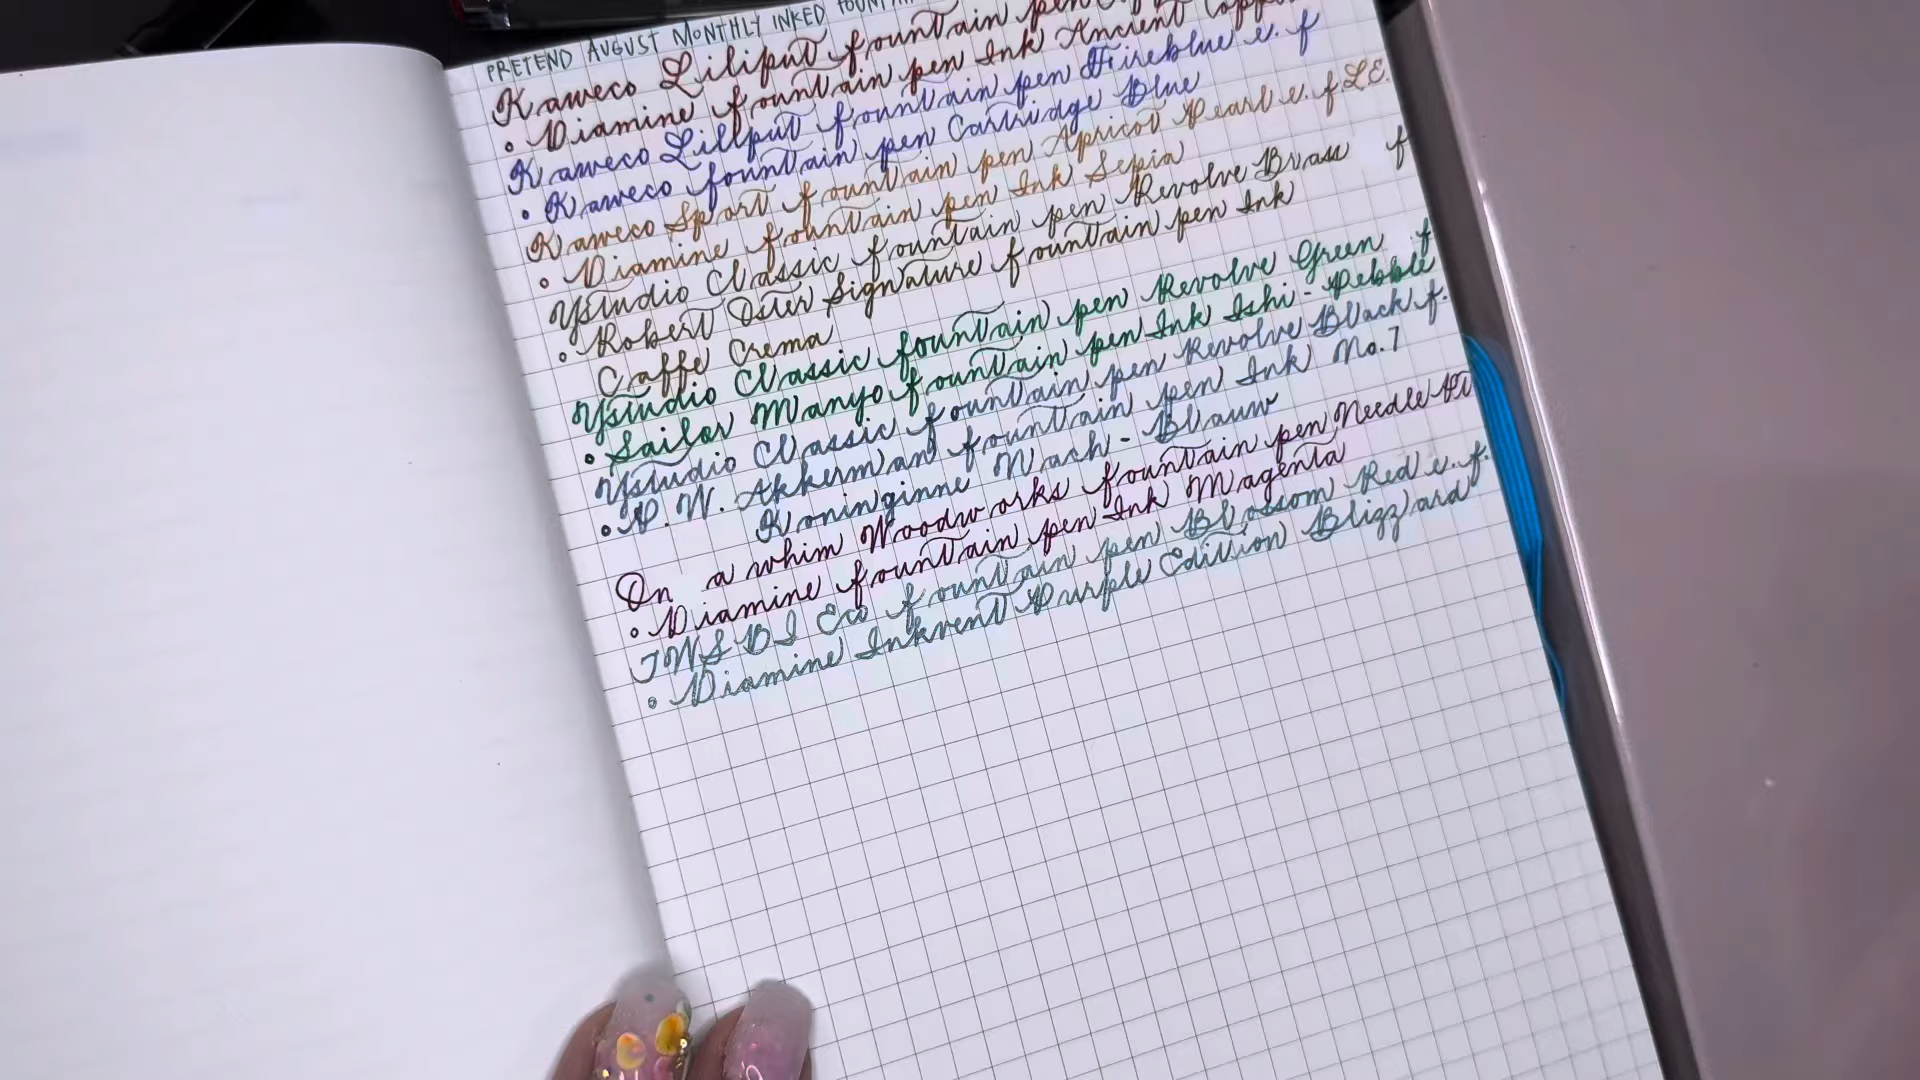 PRETEND AUGUST MONTHLY INKED
Kaweco Liliput fountain pen
• Diamine fountain pen Ink Ancient
Kaweco Lilliput fountain pen Fireblue e. f
• Kaweco fountain pen Cartridge Blue
Kaweco Sport fountain pen Apricot Pearl e. f L.E.
• Diamine fountain pen Ink Sepia
Ystudio Classic fountain pen Revolve Brass f
• Robert Oster Signature fountain pen Ink
Caffe Crema
Ystudio Classic fountain pen Revolve Green f
• Sailor Manyo fountain pen Ink Ishi - Pebble
Ystudio Classic fountain pen Revolve Black f.
• P. W. Akkerman fountain pen Ink No. 7
Koninginne Nach - Blauw
On a whim Woodworks fountain pen Needle
• Diamine fountain pen Ink Magenta
TWSBI Eco fountain pen Blossom Red e. f.
• Diamine Inkvent Purple Edition Blizzard